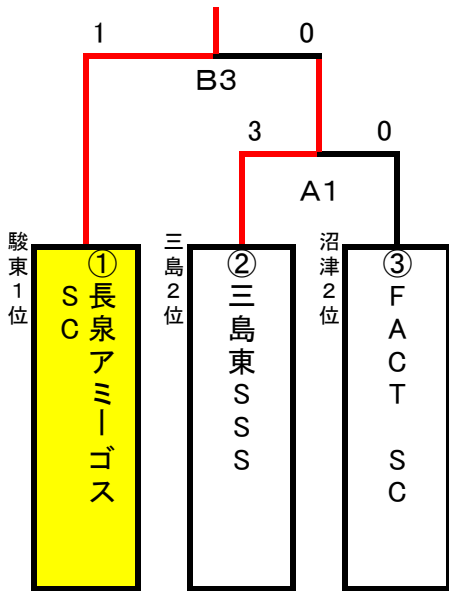 1 0
B3
3 0
A1
駿東1位
①長泉アミーゴス
SC
三島2位
②三島東SSS
沼津2位
③FACT SC